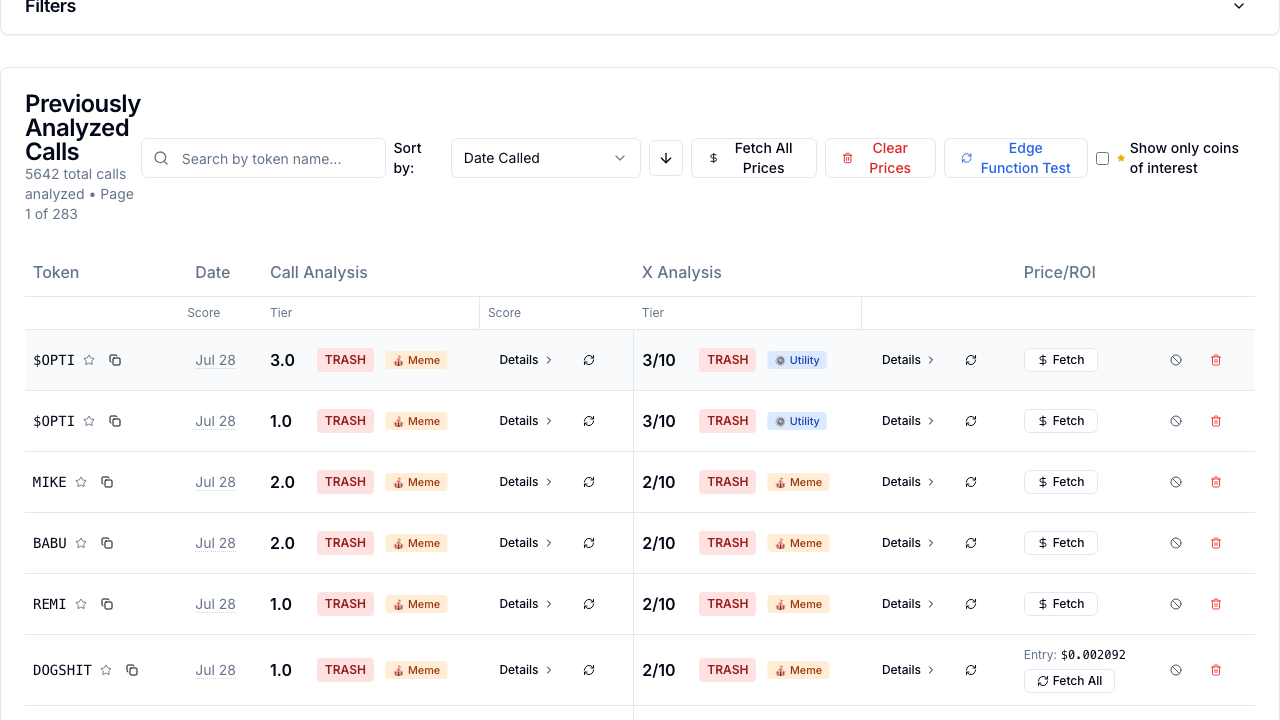 Filters
Previously
Analyzed
Calls
5642 total calls
analyzed • Page
1 of 283
Search by token name...
Sort
by:
Date Called
Fetch All
Prices
Clear
Prices
Edge
Function Test
Show only coins
of interest
Token Date Call Analysis X Analysis Price/ROI
Score Tier Score Tier
$OPTI Jul 28 3.0 TRASH Meme Details 3/10 TRASH Utility Details $ Fetch
$OPTI Jul 28 1.0 TRASH Meme Details 3/10 TRASH Utility Details $ Fetch
MIKE Jul 28 2.0 TRASH Meme Details 2/10 TRASH Meme Details $ Fetch
BABU Jul 28 2.0 TRASH Meme Details 2/10 TRASH Meme Details $ Fetch
REMI Jul 28 1.0 TRASH Meme Details 2/10 TRASH Meme Details $ Fetch
DOGSHIT Jul 28 1.0 TRASH Meme Details 2/10 TRASH Meme Details Entry: $0.002092
Fetch All